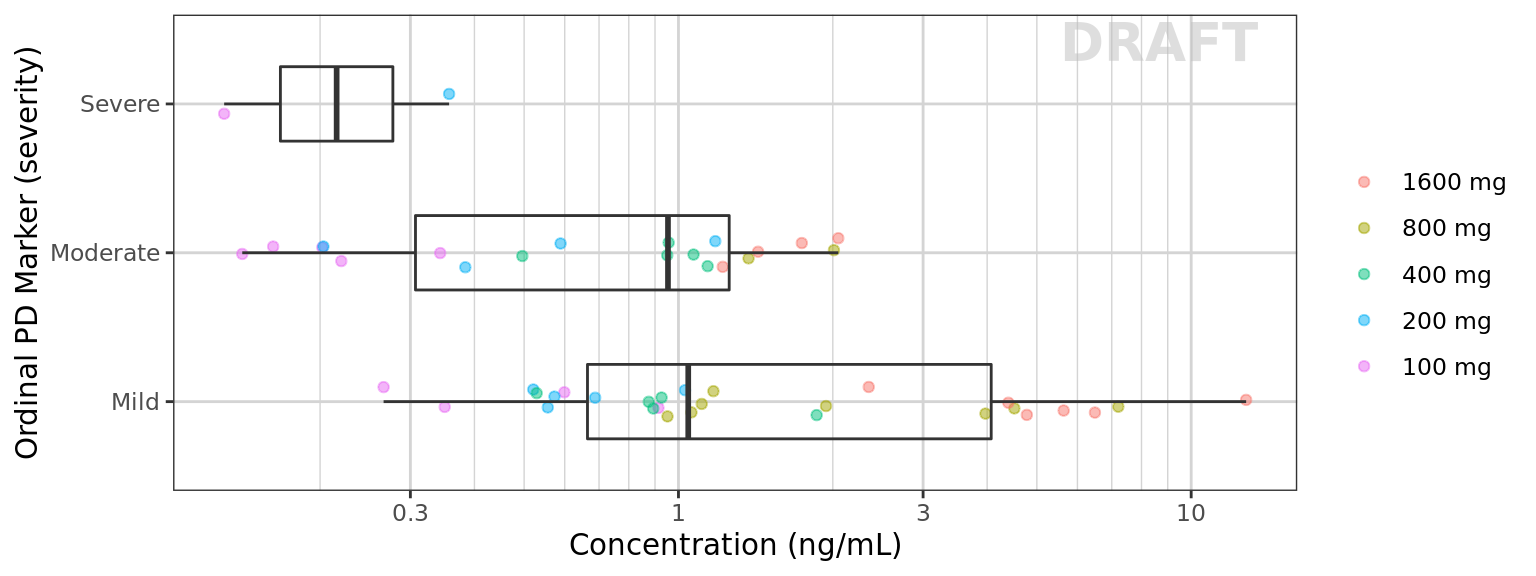 DRAFT
Ordinal PD Marker (severity)
Severe
Moderate
Mild
0.3
1
3
10
Concentration (ng/mL)
1600 mg
800 mg
400 mg
200 mg
100 mg